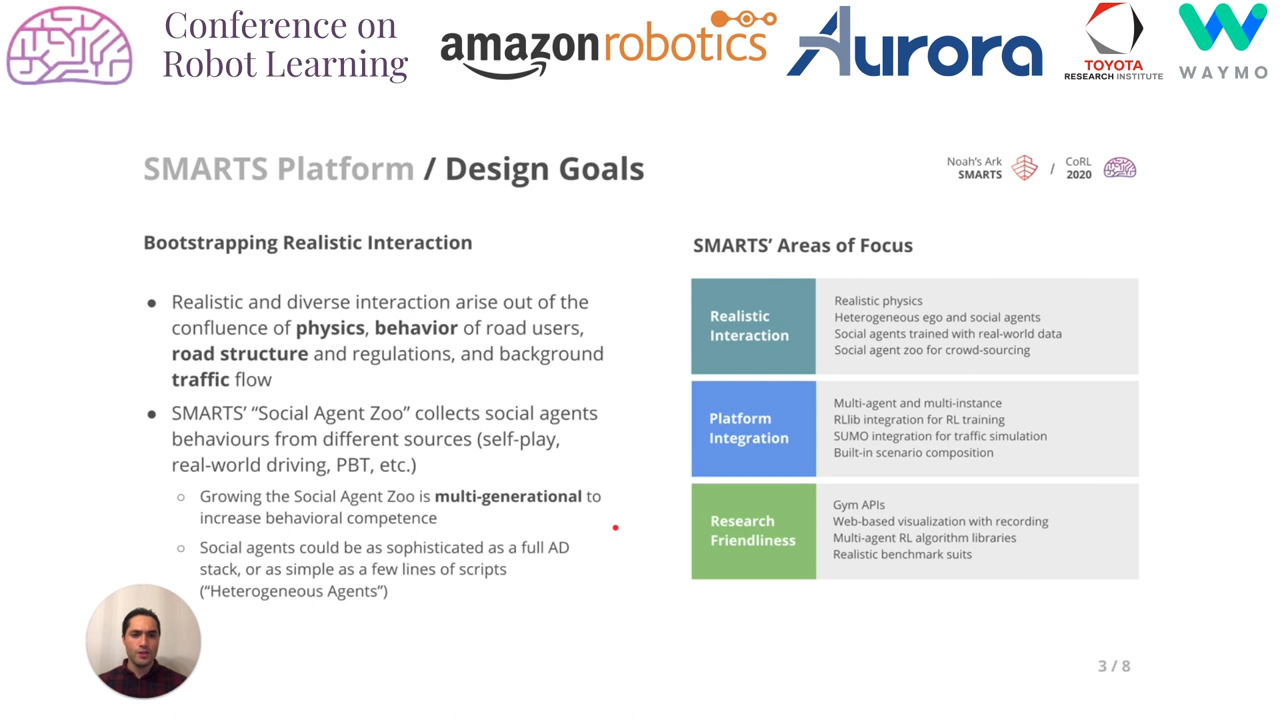 Conference on
Robot Learning
amazonrobotics
Aurora
TOYOTA
RESEARCH INSTITUTE
WAYMO
SMARTS Platform / Design Goals
Noah's Ark
SMARTS
/
CoRL
2020
Bootstrapping Realistic Interaction
● Realistic and diverse interaction arise out of the
confluence of physics, behavior of road users,
road structure and regulations, and background
traffic flow
● SMARTS' “Social Agent Zoo” collects social agents
behaviours from different sources (self-play,
real-world driving, PBT, etc.)
○ Growing the Social Agent Zoo is multi-generational to
increase behavioral competence
○ Social agents could be as sophisticated as a full AD
stack, or as simple as a few lines of scripts
(“Heterogeneous Agents”)
SMARTS' Areas of Focus
Realistic
Interaction
Realistic physics
Heterogeneous ego and social agents
Social agents trained with real-world data
Social agent zoo for crowd-sourcing
Platform
Integration
Multi-agent and multi-instance
RLlib integration for RL training
SUMO integration for traffic simulation
Built-in scenario composition
Research
Friendliness
Gym APIs
Web-based visualization with recording
Multi-agent RL algorithm libraries
Realistic benchmark suits
3 / 8